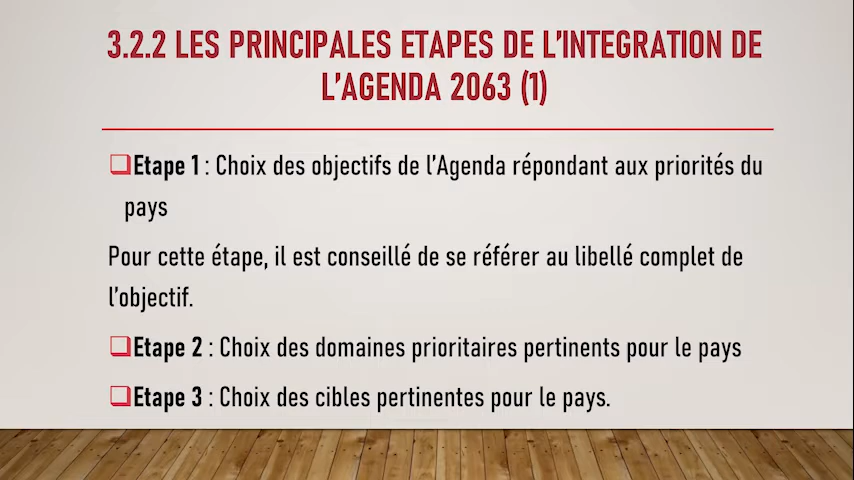 3.2.2 LES PRINCIPALES ETAPES DE L'INTEGRATION DE
L'AGENDA 2063 (1)
❑Etape 1 : Choix des objectifs de l'Agenda répondant aux priorités du
pays
Pour cette étape, il est conseillé de se référer au libellé complet de
l'objectif.
❑Etape 2 : Choix des domaines prioritaires pertinents pour le pays
❑Etape 3 : Choix des cibles pertinentes pour le pays.